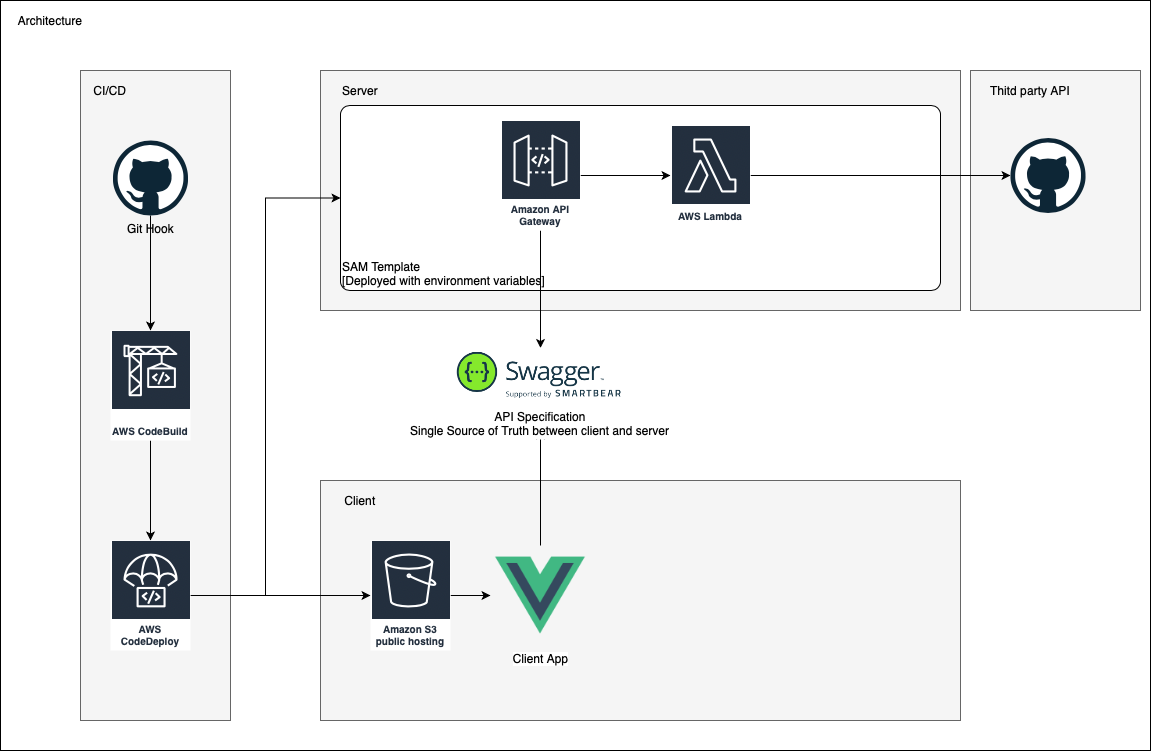 Architecture
CI/CD
Git Hook
AWS CodeBuild
AWS
CodeDeploy
Server
Amazon API
Gateway
AWS Lambda
SAM Template
[Deployed with environment variables]
Thitd party API
{···} Swagger™
Supported by SMARTBEAR
API Specification
Single Source of Truth between client and server
Client
Amazon S3
public hosting
Client App